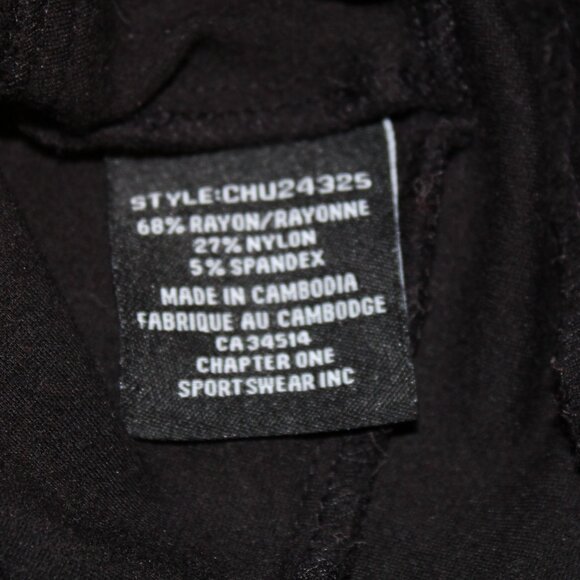 STYLE:CHU24325
68% RAYON/RAYONNE
27% NYLON
5% SPANDEX
MADE IN CAMBODIA
FABRIQUE AU CAMBODGE
CA34514
CHAPTER ONE
SPORTSWEAR INC